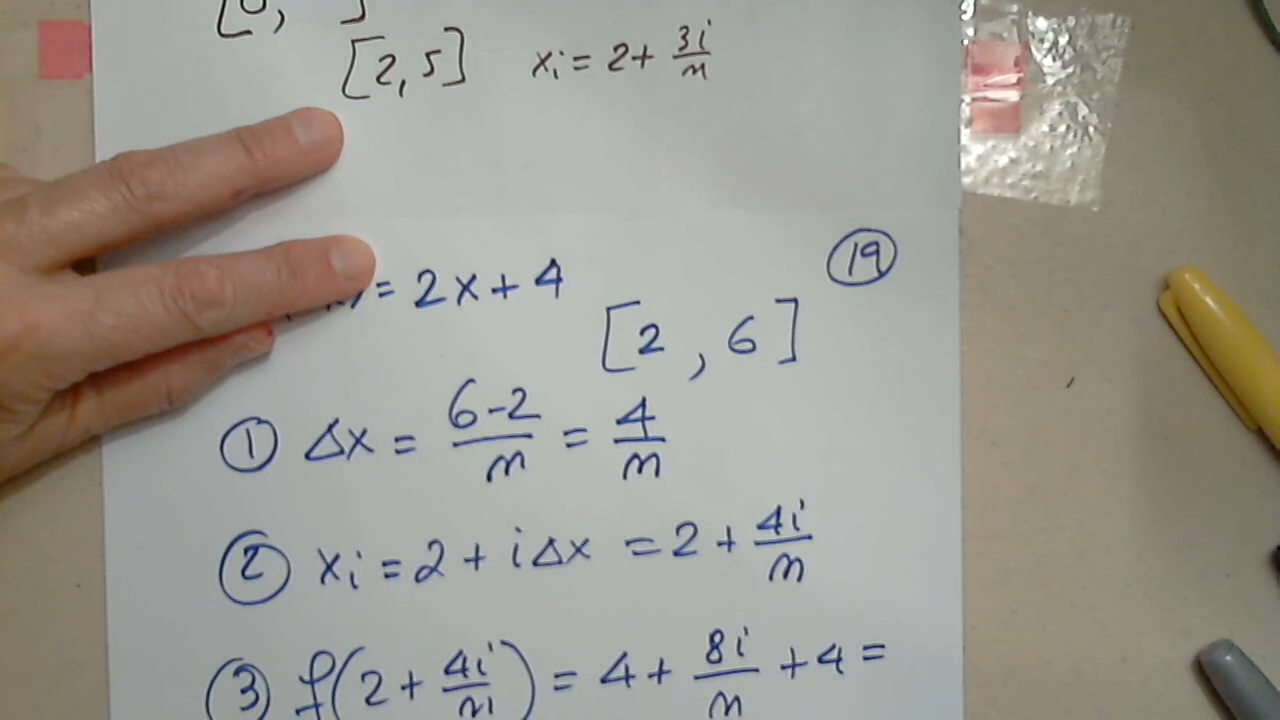 [0, ]
[2,5] xi = 2 + 3i/n
19
= 2x + 4
[2, 6]
① Δx = 6-2/n = 4/n
② xi = 2 + iΔx = 2 + 4i/n
③ f(2 + 4i/n) = 4 + 8i/n + 4 =